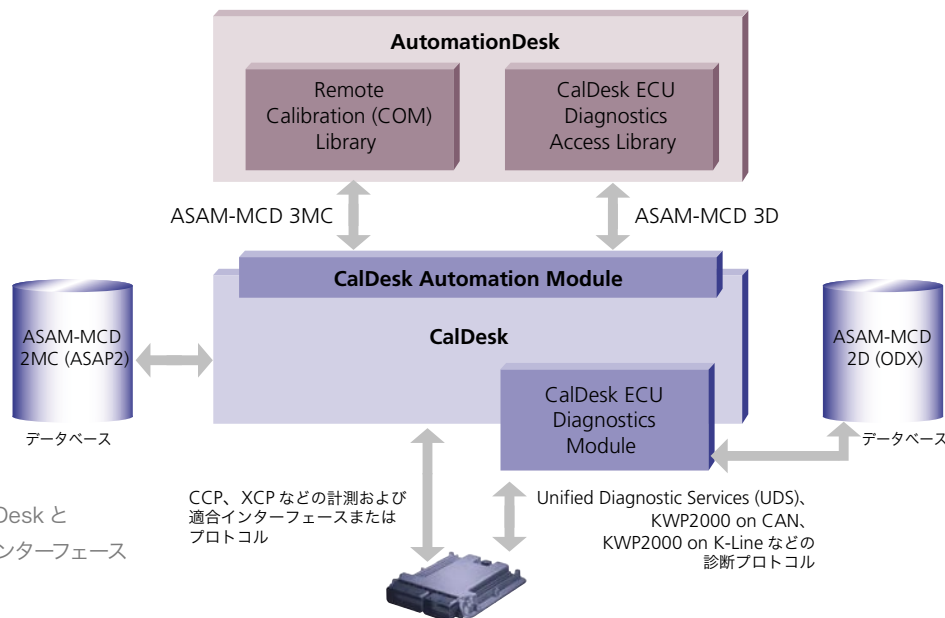 AutomationDesk
Remote
Calibration (COM)
Library
CalDesk ECU
Diagnostics
Access Library
ASAM-MCD 3MC
ASAM-MCD 3D
CalDesk Automation Module
CalDesk
ASAM-MCD
2MC (ASAP2)
データベース
ASAM-MCD
2D (ODX)
データベース
CalDesk ECU
Diagnostics
Module
CCP、XCP などの計測および
適合インターフェースまたは
プロトコル
Unified Diagnostic Services (UDS)、
KWP2000 on CAN、
KWP2000 on K-Line などの
診断プロトコル
Desk と
ンターフェース